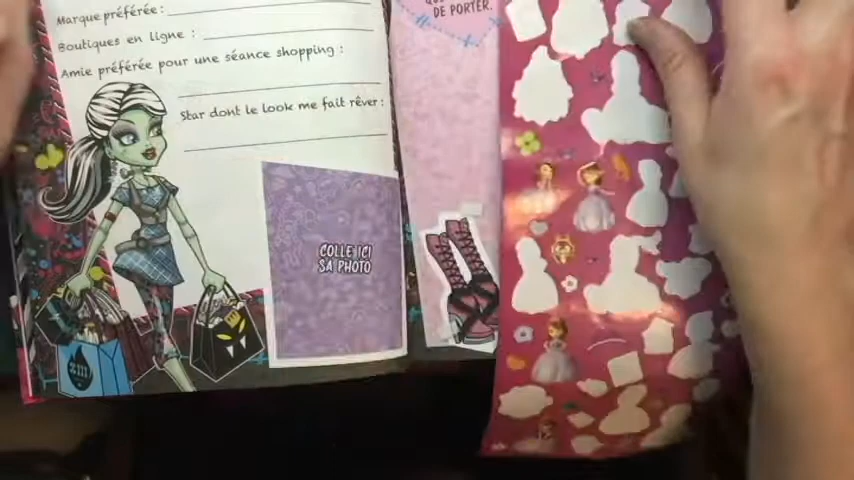 Marque préférée :
Boutiques en ligne :
Amie préférée pour une séance shopping :
Star dont le look me fait rêver :
COLLE ICI
SA PHOTO
DE PORTER.